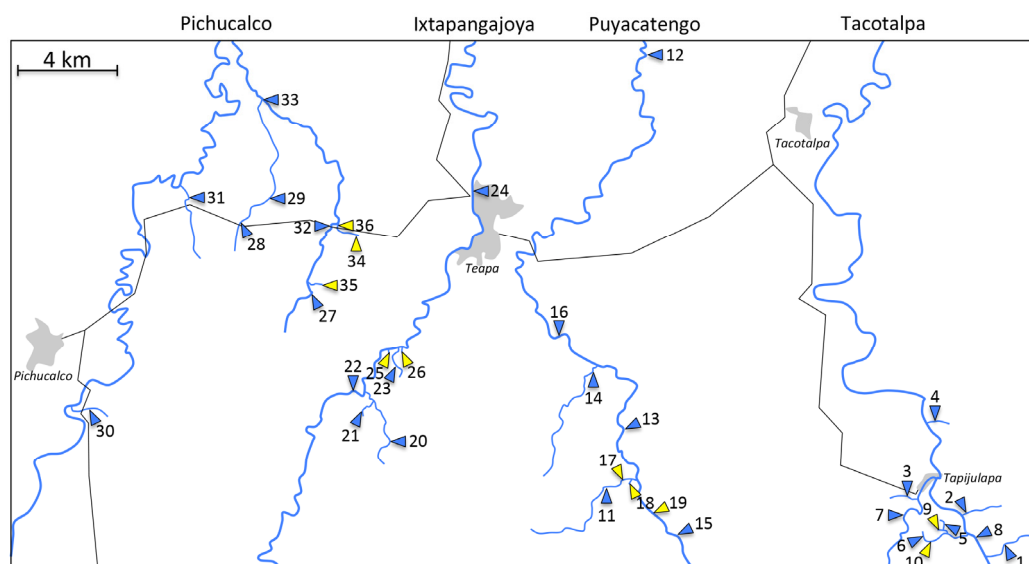 Pichucalco Ixtapangajoya Puyacatengo Tacotalpa
4 km
12
33
Tacotalpa
31 29 24
28 32 36
34
Teapa
35
27
16
Pichucalco
22 25 23 26
14
4
30
21 20
13
17
3 Tapijulapa
11 18 19
7 9 2
15
6 5 8
10 1